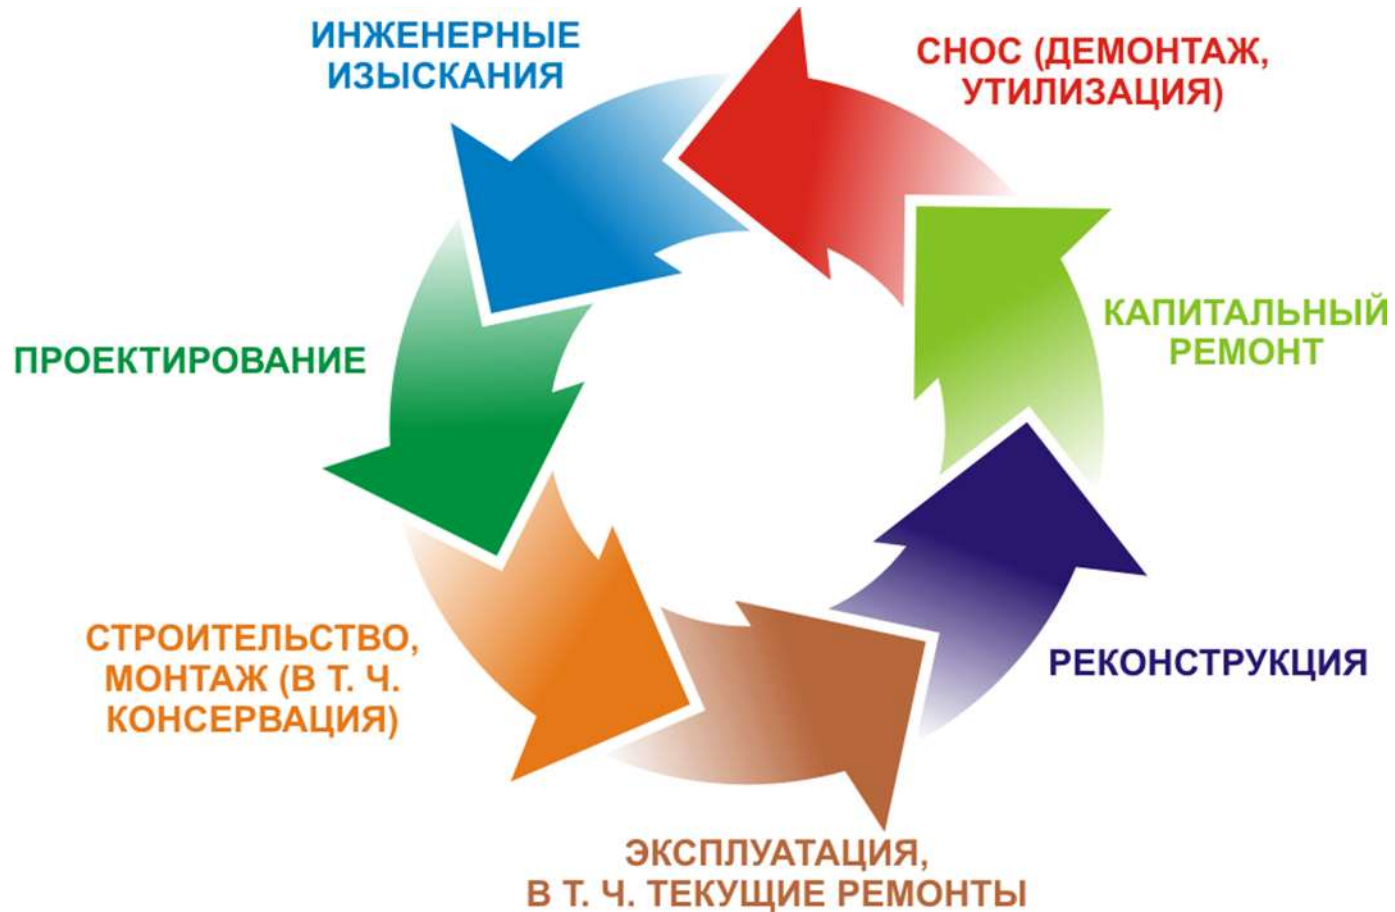 ИНЖЕНЕРНЫЕ
ИЗЫСКАНИЯ
СНОС (ДЕМОНТАЖ,
УТИЛИЗАЦИЯ)
ПРОЕКТИРОВАНИЕ
КАПИТАЛЬНЫЙ
РЕМОНТ
СТРОИТЕЛЬСТВО,
МОНТАЖ (В Т. Ч.
КОНСЕРВАЦИЯ)
РЕКОНСТРУКЦИЯ
ЭКСПЛУАТАЦИЯ,
В Т. Ч. ТЕКУЩИЕ РЕМОНТЫ